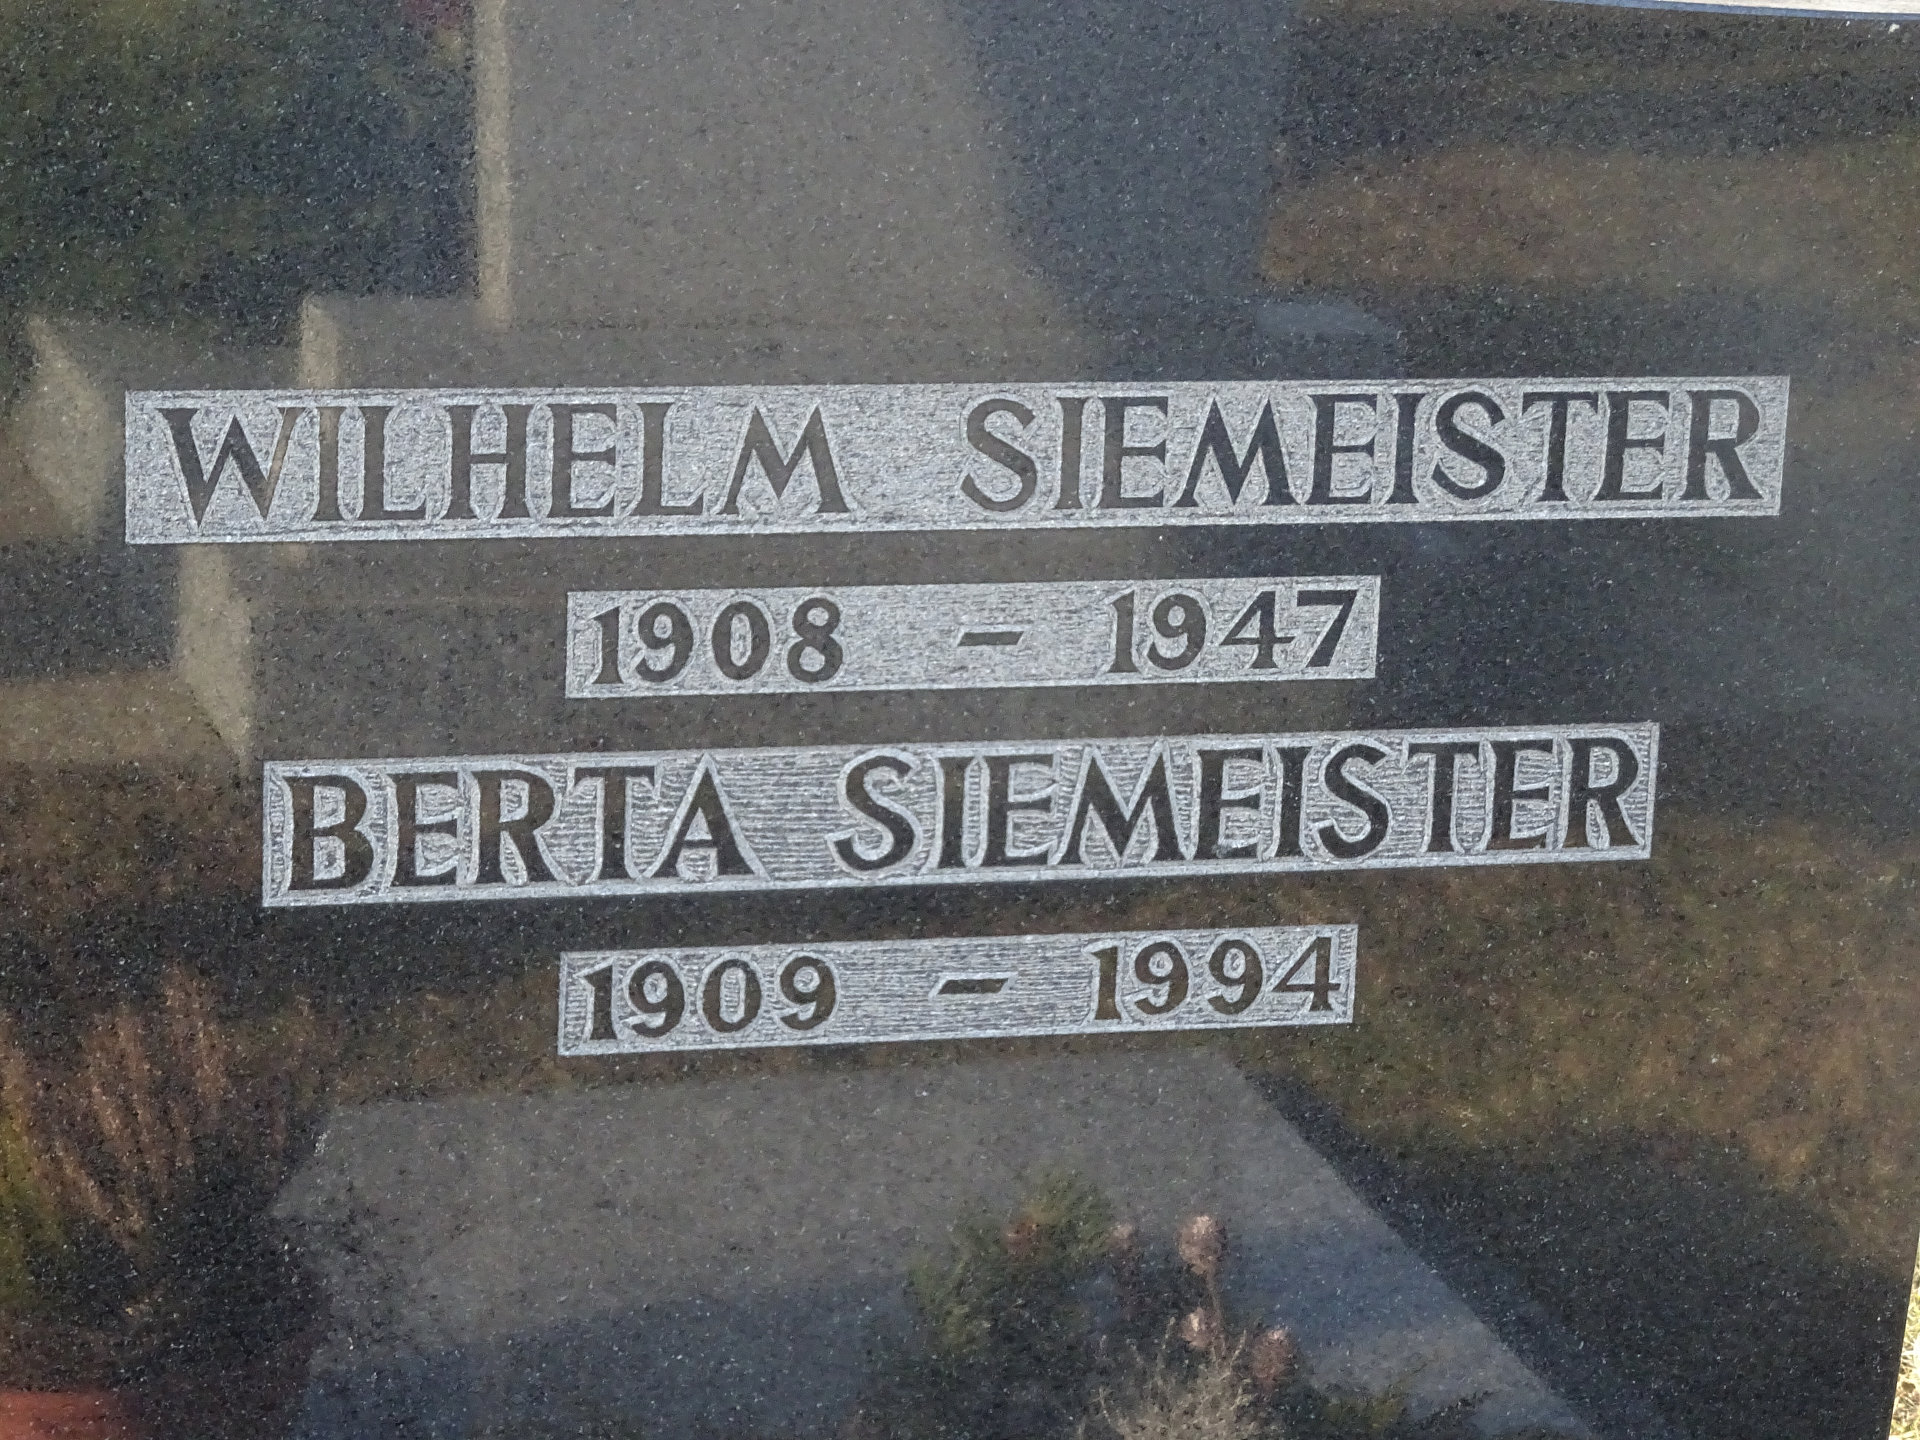 WILHELM SIEMEISTER
1908 - 1947
BERTA SIEMEISTER
1909 - 1994